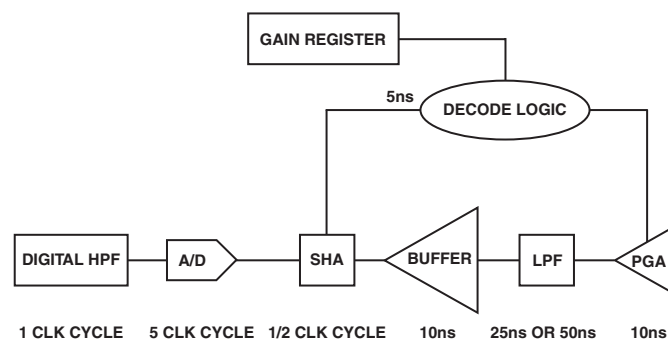 GAIN REGISTER
5ns
DECODE LOGIC
DIGITAL HPF
A/D
SHA
BUFFER
LPF
PGA
1 CLK CYCLE
5 CLK CYCLE
1/2 CLK CYCLE
10ns
25ns OR 50ns
10ns